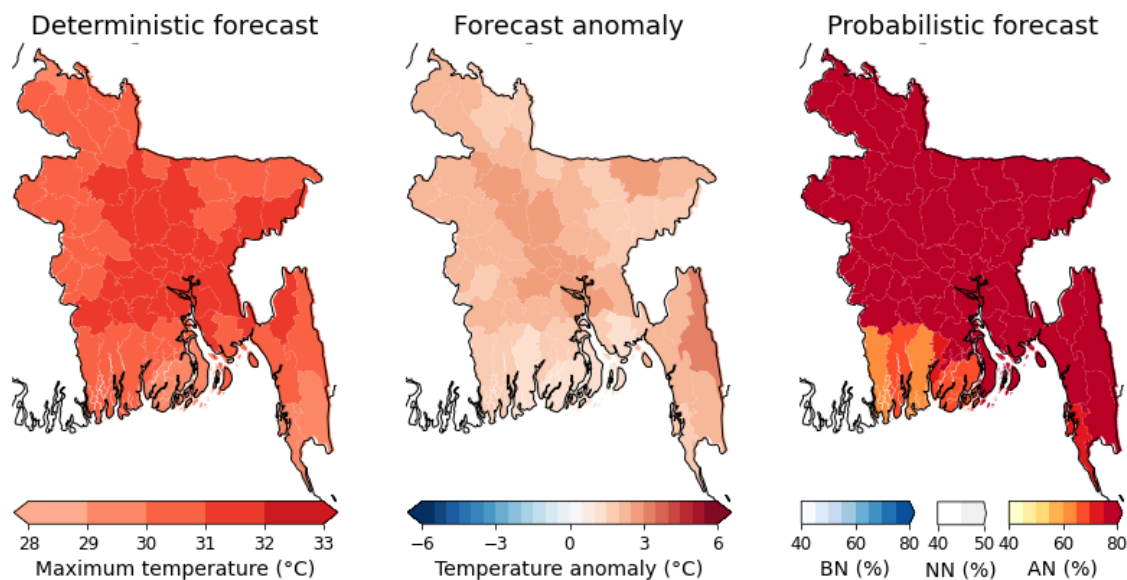 Deterministic forecast
Forecast anomaly
Probabilistic forecast
28 29 30 31 32 33
Maximum temperature (°C)
−6 −3 0 3 6
Temperature anomaly (°C)
40 60 80
BN (%)
40 50
NN (%)
40 60 80
AN (%)